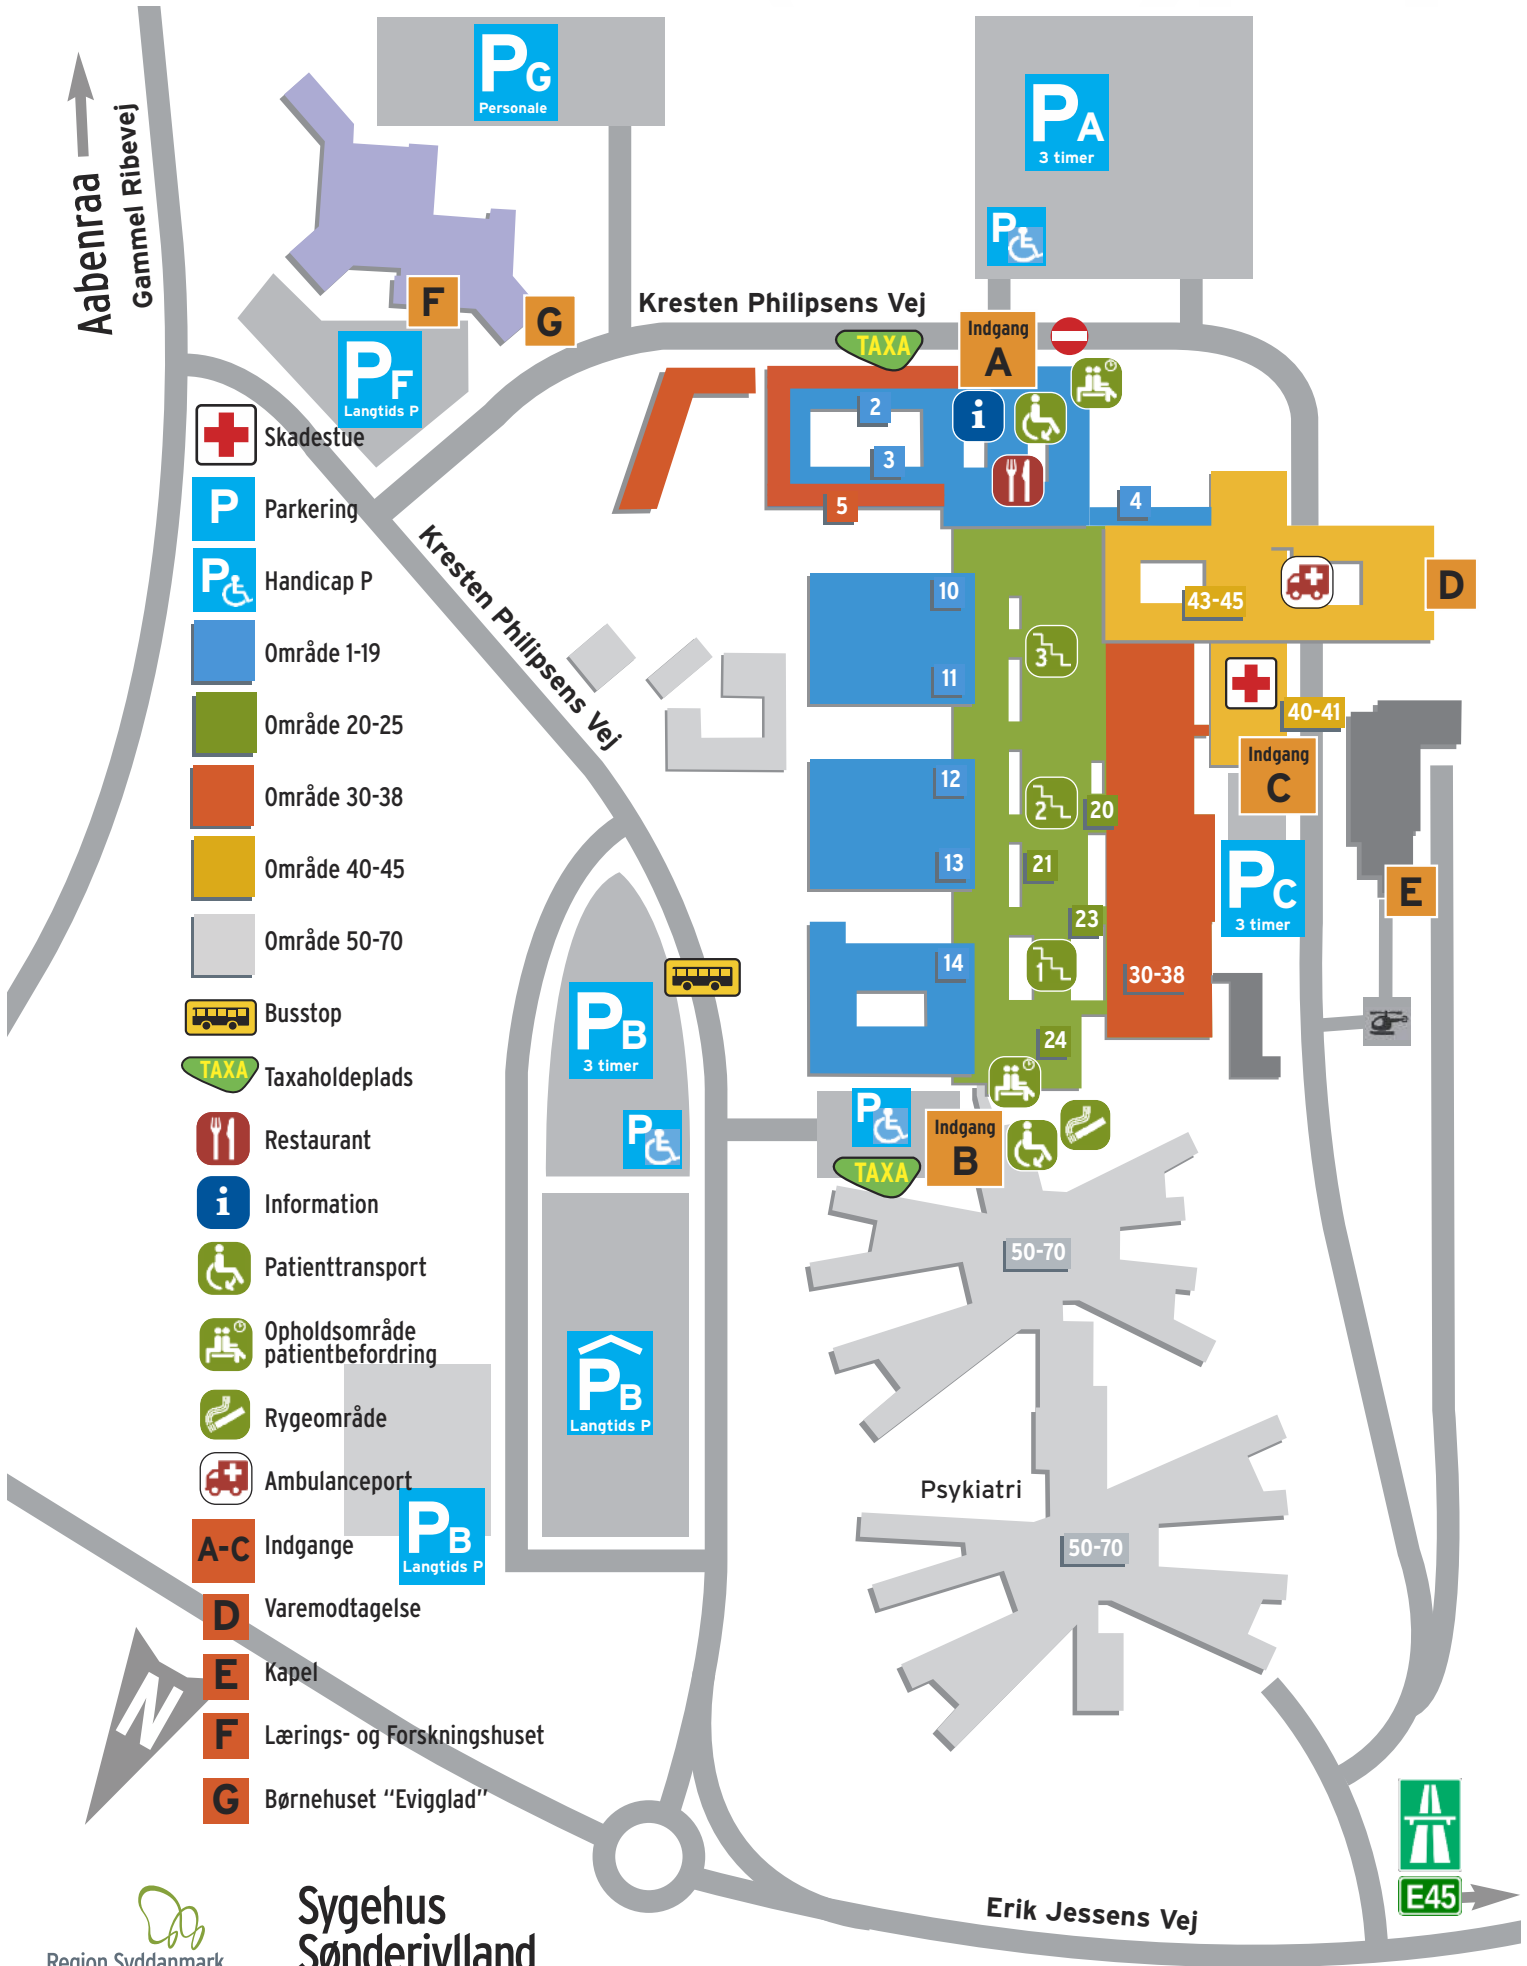 PG
Personale
PA
3 timer
P
Aabenraa
Gammel Ribevej
F
G
Kresten Philipsens Vej
TAXA
Indgang
A
PF
Langtids P
2
i
3
5
4
Skadestue
P
Parkering
P
Handicap P
Område 1-19
Område 20-25
Område 30-38
Område 40-45
Område 50-70
Busstop
TAXA
Taxaholdeplads
Restaurant
i
Information
Patienttransport
Opholdsområde
patientbefordring
Rygeområde
Ambulanceport
A-C
Indgange
D
Varemodtagelse
E
Kapel
F
Lærings- og Forskningshuset
G
Børnehuset “Evigglad”
N
Kresten Philipsens Vej
10
11
12
13
14
3
2
1
20
21
23
24
30-38
43-45
D
40-41
Indgang
C
PC
3 timer
E
PB
3 timer
P
P
Indgang
B
TAXA
50-70
PB
Langtids P
PB
Langtids P
Psykiatri
50-70
E45
Erik Jessens Vej
Region Syddanmark
Sygehus
Sønderjylland